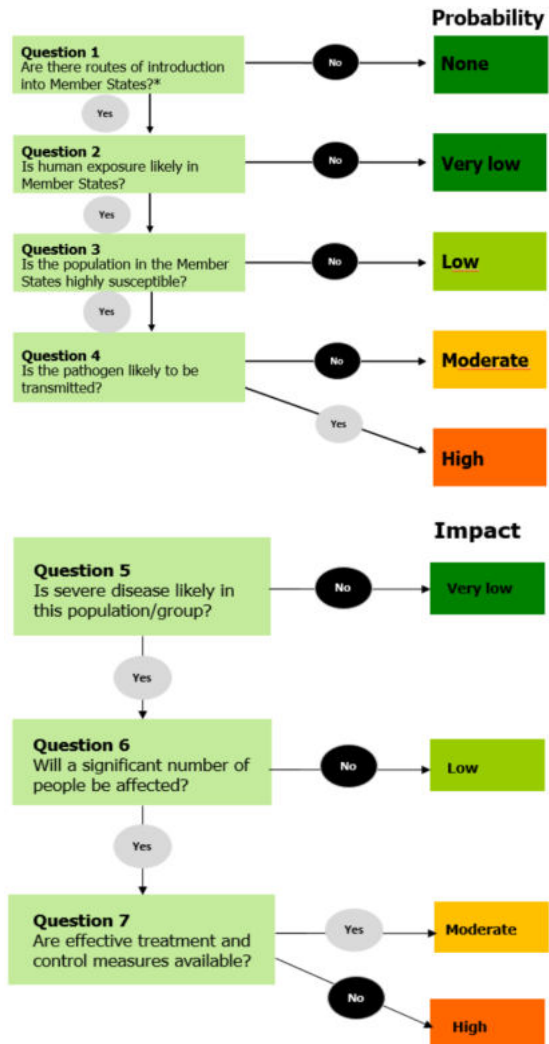 Probability
Question 1
Are there routes of introduction
into Member States?*
No
None
Yes
Question 2
Is human exposure likely in
Member States?
No
Very low
Yes
Question 3
Is the population in the Member
States highly susceptible?
No
Low
Yes
Question 4
Is the pathogen likely to be
transmitted?
No
Moderate
Yes
High
Impact
Question 5
Is severe disease likely in
this population/group?
No
Very low
Yes
Question 6
Will a significant number of
people be affected?
No
Low
Yes
Question 7
Are effective treatment and
control measures available?
Yes
Moderate
No
High